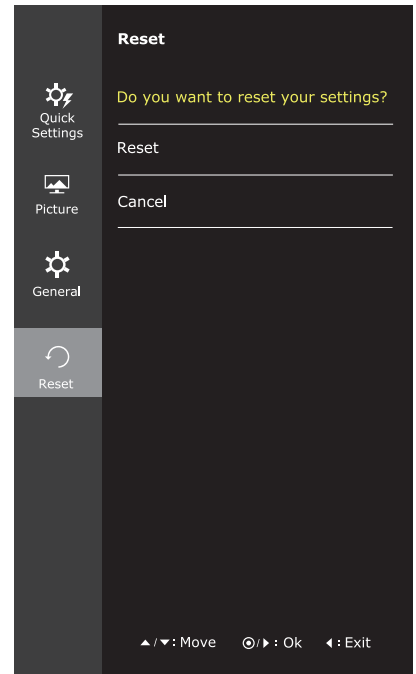 Reset
Do you want to reset your settings?
Reset
Cancel
Quick
Settings
Picture
General
Reset
▲/▼: Move ◉/▶: Ok ◀: Exit